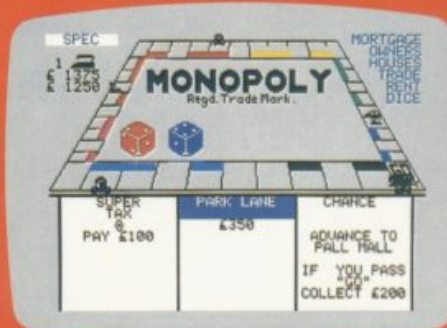 SPEC
1
£ 1375
£ 1250
MORTGAGE
OWNERS
HOUSES
TRADE
RENT
DICE
MONOPOLY
Regd.Trade Mark.
SUPER
TAX
@
PAY £100
PARK LANE
£350
CHANCE
ADVANCE TO
PALL MALL
IF YOU PASS
"GO"
COLLECT £200